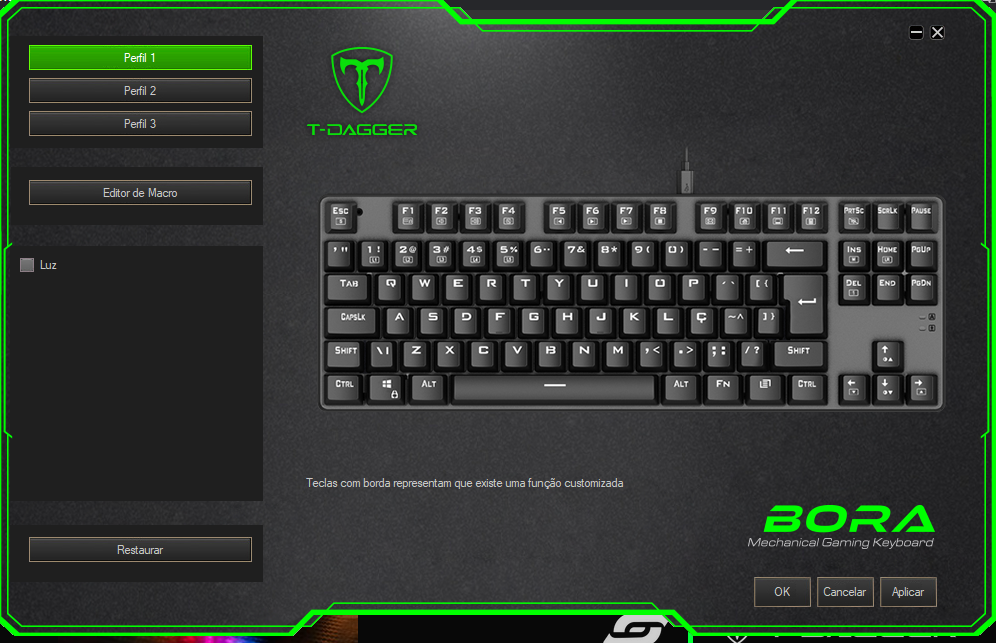 Perfil 1
Perfil 2
Perfil 3
Editor de Macro
Luz
Restaurar
T-DAGGER
ESC F1 F2 F3 F4 F5 F6 F7 F8 F9 F10 F11 F12 PRTSC SCRLK PAUSE
' " 1 ! 2 @ 3 # 4 $ 5 % 6 ¨ 7 & 8 * 9 ( 0 ) - - = + ← INS HOME PGUP
TAB Q W E R T Y U I O P ´ ` [ { DEL END PGDN
CAPSLK A S D F G H J K L Ç ~ ^ ] }
SHIFT \ | Z X C V B N M , < . > ; : / ? SHIFT ↑
CTRL ALT ALT FN CTRL ← ↓ →
Teclas com borda representam que existe uma função customizada
BORA
Mechanical Gaming Keyboard
OK Cancelar Aplicar